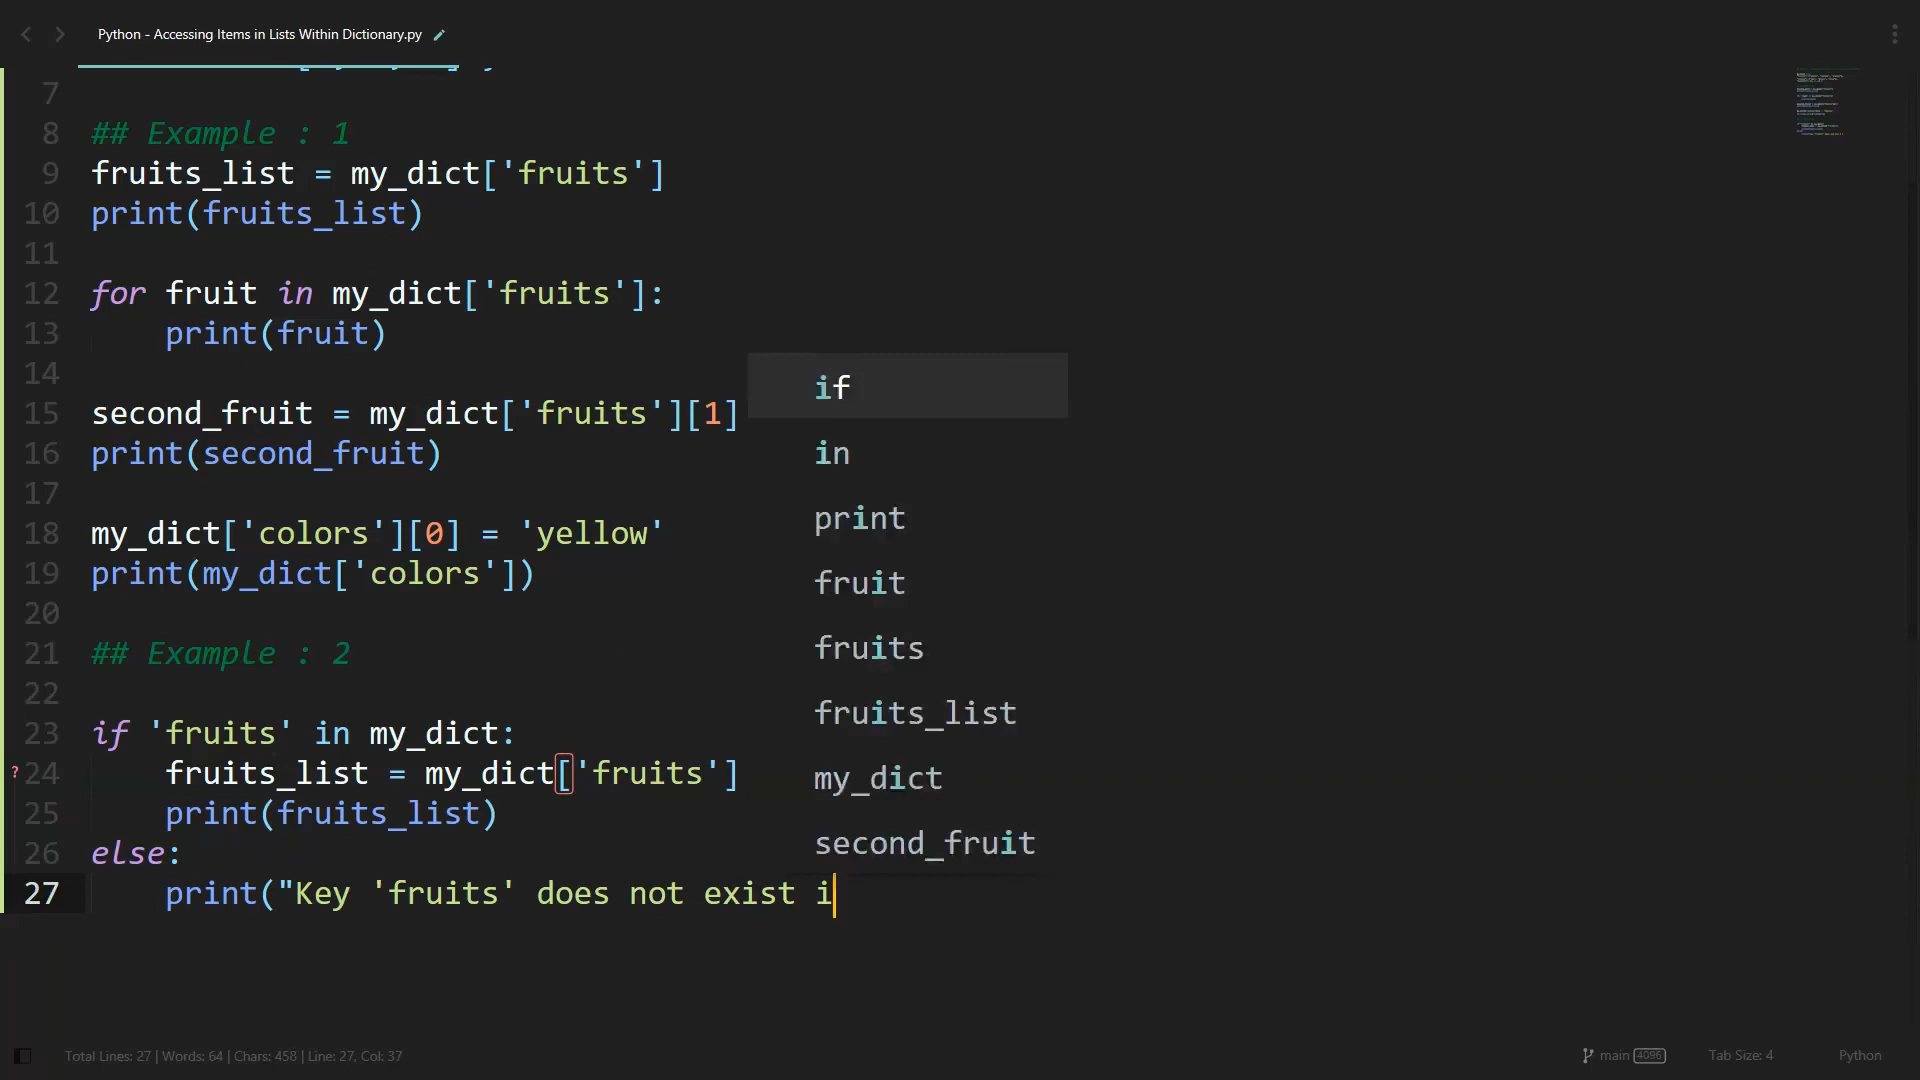 Python - Accessing Items in Lists Within Dictionary.py
7
8 ## Example : 1
9 fruits_list = my_dict['fruits']
10 print(fruits_list)
11
12 for fruit in my_dict['fruits']:
13 print(fruit)
14
15 second_fruit = my_dict['fruits'][1]
16 print(second_fruit)
17
18 my_dict['colors'][0] = 'yellow'
19 print(my_dict['colors'])
20
21 ## Example : 2
22
23 if 'fruits' in my_dict:
? 24 fruits_list = my_dict['fruits']
25 print(fruits_list)
26 else:
27 print("Key 'fruits' does not exist i
if
in
print
fruit
fruits
fruits_list
my_dict
second_fruit
Total Lines: 27 | Words: 64 | Chars: 458 | Line: 27, Col: 37
main 4096
Tab Size: 4
Python